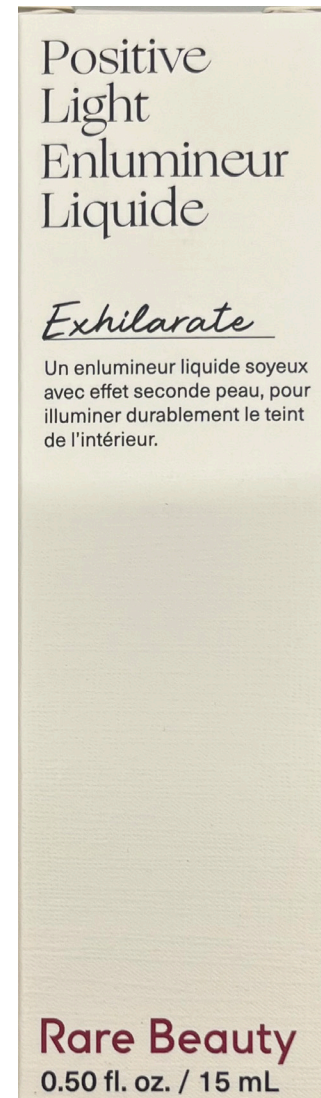 Positive
Light
Enlumineur
Liquide
Exhilarate
Un enlumineur liquide soyeux
avec effet seconde peau, pour
illuminer durablement le teint
de l'intérieur.
Rare Beauty
0.50 fl. oz. / 15 mL